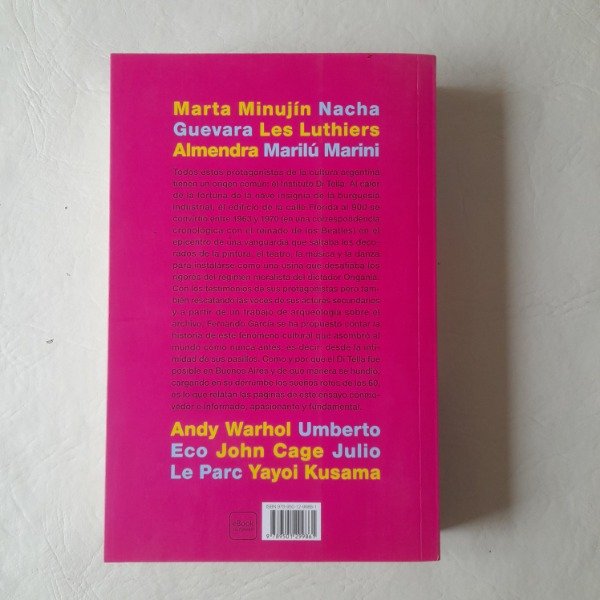 Marta Minujín Nacha
Guevara Les Luthiers
Almendra Marilú Marini
Todos estos protagonistas de la cultura argentina
tienen un origen común: el Instituto Di Tella. Al calor
de la fortuna de la nave insignia de la burguesía
industrial, el edificio de la calle Florida al 900 se
convirtió entre 1963 y 1970 (en una correspondencia
cronológica con el reinado de los Beatles) en el
epicentro de una vanguardia que saltaba los deco-
rados de la pintura, el teatro, la música y la danza
para instalarse como una usina que desafiaba los
rigores del régimen moralista del dictador Onganía.
Con los testimonios de sus protagonistas pero tam-
bién rescatando las voces de sus actores secundarios
y a partir de un trabajo de arqueología sobre el
archivo, Fernando García se ha propuesto contar la
historia de este fenómeno cultural que asombró al
mundo como nunca antes, es decir, desde la inti-
midad de sus pasillos. Cómo y por qué el Di Tella fue
posible en Buenos Aires y de qué manera se hundió,
cargando en su derrumbe los sueños rotos de los 60,
es lo que relatan las páginas de este ensayo conmo-
vedor e informado, apasionante y fundamental.
Andy Warhol Umberto
Eco John Cage Julio
Le Parc Yayoi Kusama
eBook